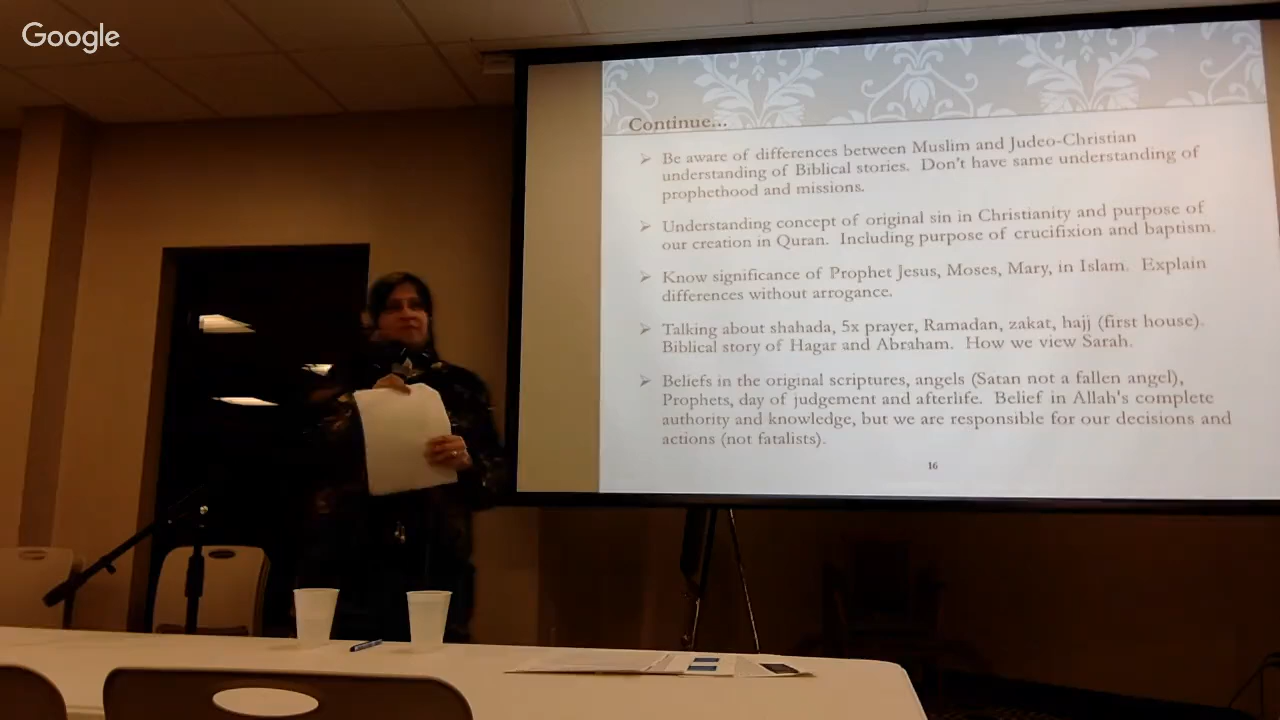 Google
Continue...
Be aware of differences between Muslim and Judeo-Christian
understanding of Biblical stories. Don't have same understanding of
prophethood and missions.
Understanding concept of original sin in Christianity and purpose of
our creation in Quran. Including purpose of crucifixion and baptism.
Know significance of Prophet Jesus, Moses, Mary, in Islam. Explain
differences without arrogance.
Talking about shahada, 5x prayer, Ramadan, zakat, hajj (first house).
Biblical story of Hagar and Abraham. How we view Sarah.
Beliefs in the original scriptures, angels (Satan not a fallen angel),
Prophets, day of judgement and afterlife. Belief in Allah's complete
authority and knowledge, but we are responsible for our decisions and
actions (not fatalists).
16